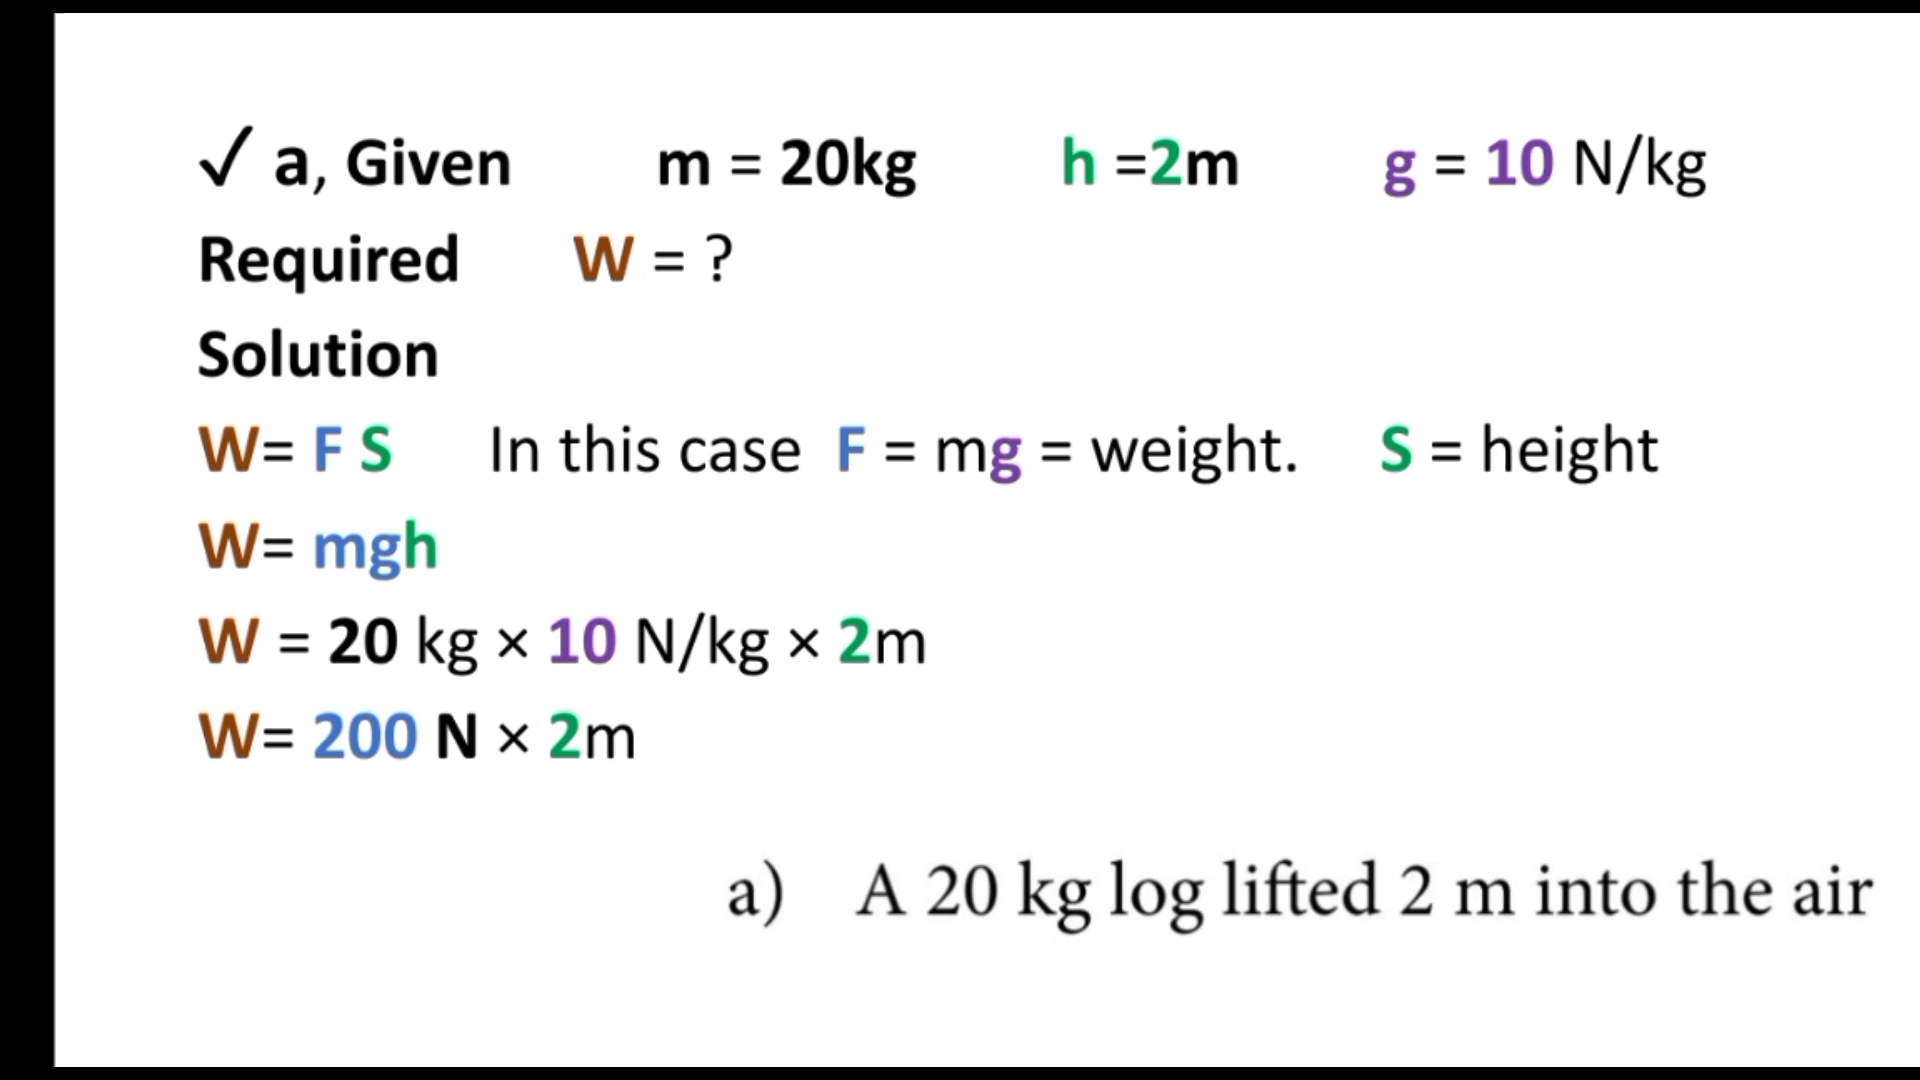 ✓ a, Given m = 20kg h =2m g = 10 N/kg
Required W = ?
Solution
W= F S In this case F = mg = weight. S = height
W= mgh
W = 20 kg × 10 N/kg × 2m
W= 200 N × 2m
a) A 20 kg log lifted 2 m into the air